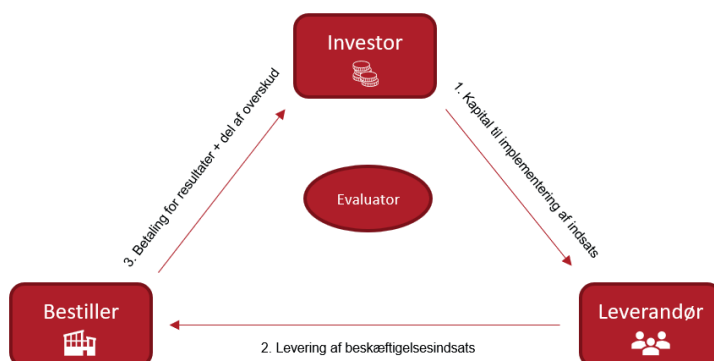 Investor
1. Kapital til implementering af indsats
3. Betaling for resultater + del af overskud
Evaluator
Bestiller
Leverandør
2. Levering af beskæftigelsesindsats